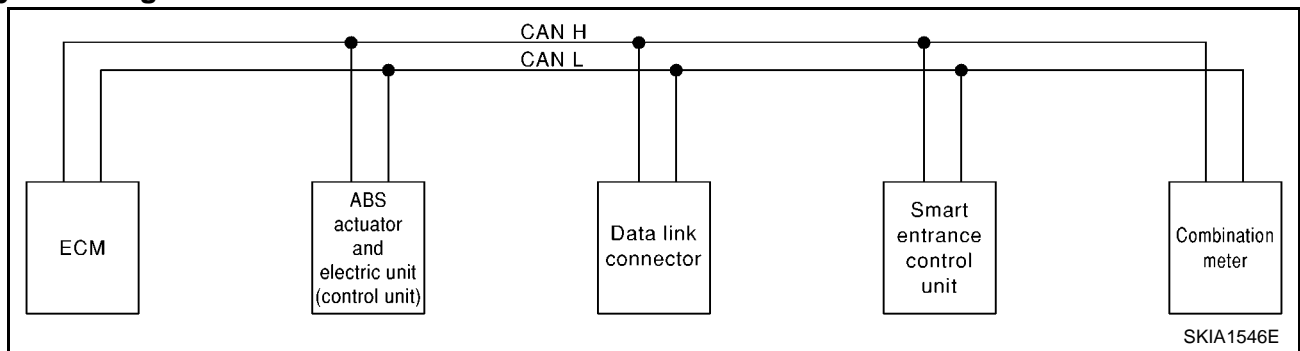 CAN H
CAN L
ECM
ABS
actuator
and
electric unit
(control unit)
Data link
connector
Smart
entrance
control
unit
Combination
meter
SKIA1546E